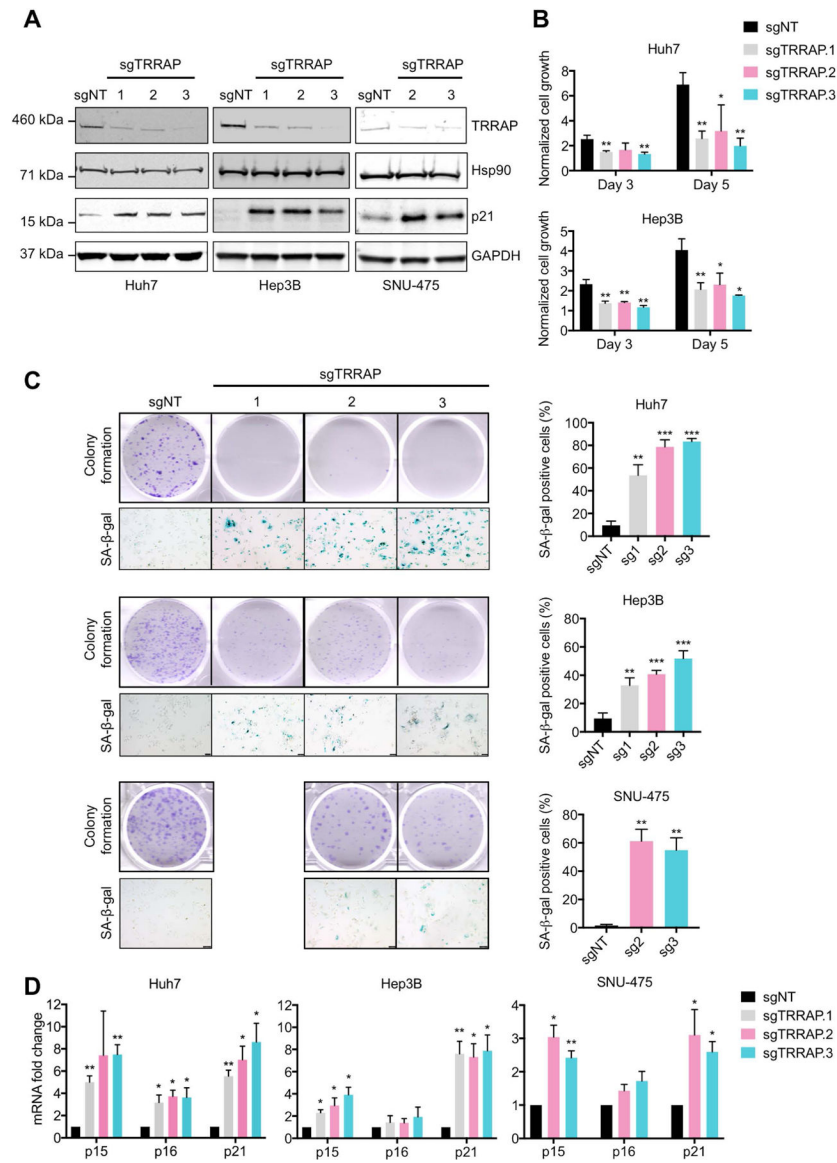 A
sgTRRAP
sgTRRAP
sgTRRAP
sgNT 1 2 3
sgNT 1 2 3
sgNT 2 3
460 kDa
TRRAP
71 kDa
Hsp90
15 kDa
p21
37 kDa
GAPDH
Huh7
Hep3B
SNU-475
B
sgNT
sgTRRAP.1
sgTRRAP.2
sgTRRAP.3
Huh7
Normalized cell growth
8
6
4
2
0
** **
** * **
Day 3 Day 5
Hep3B
Normalized cell growth
5
4
3
2
1
0
** ** **
** * *
Day 3 Day 5
C
sgTRRAP
sgNT 1 2 3
Colony
formation
SA-β-gal
Colony
formation
SA-β-gal
Colony
formation
SA-β-gal
Huh7
SA-β-gal positive cells (%)
100
80
60
40
20
0
** *** ***
sgNT sg1 sg2 sg3
Hep3B
SA-β-gal positive cells (%)
80
60
40
20
0
** *** ***
sgNT sg1 sg2 sg3
SNU-475
SA-β-gal positive cells (%)
80
60
40
20
0
** **
sgNT sg2 sg3
D
Huh7
mRNA fold change
12
10
8
6
4
2
0
** **
* * *
** * *
p15 p16 p21
Hep3B
12
10
8
6
4
2
0
* * *
** * *
p15 p16 p21
SNU-475
4
3
2
1
0
* **
* *
p15 p16 p21
sgNT
sgTRRAP.1
sgTRRAP.2
sgTRRAP.3